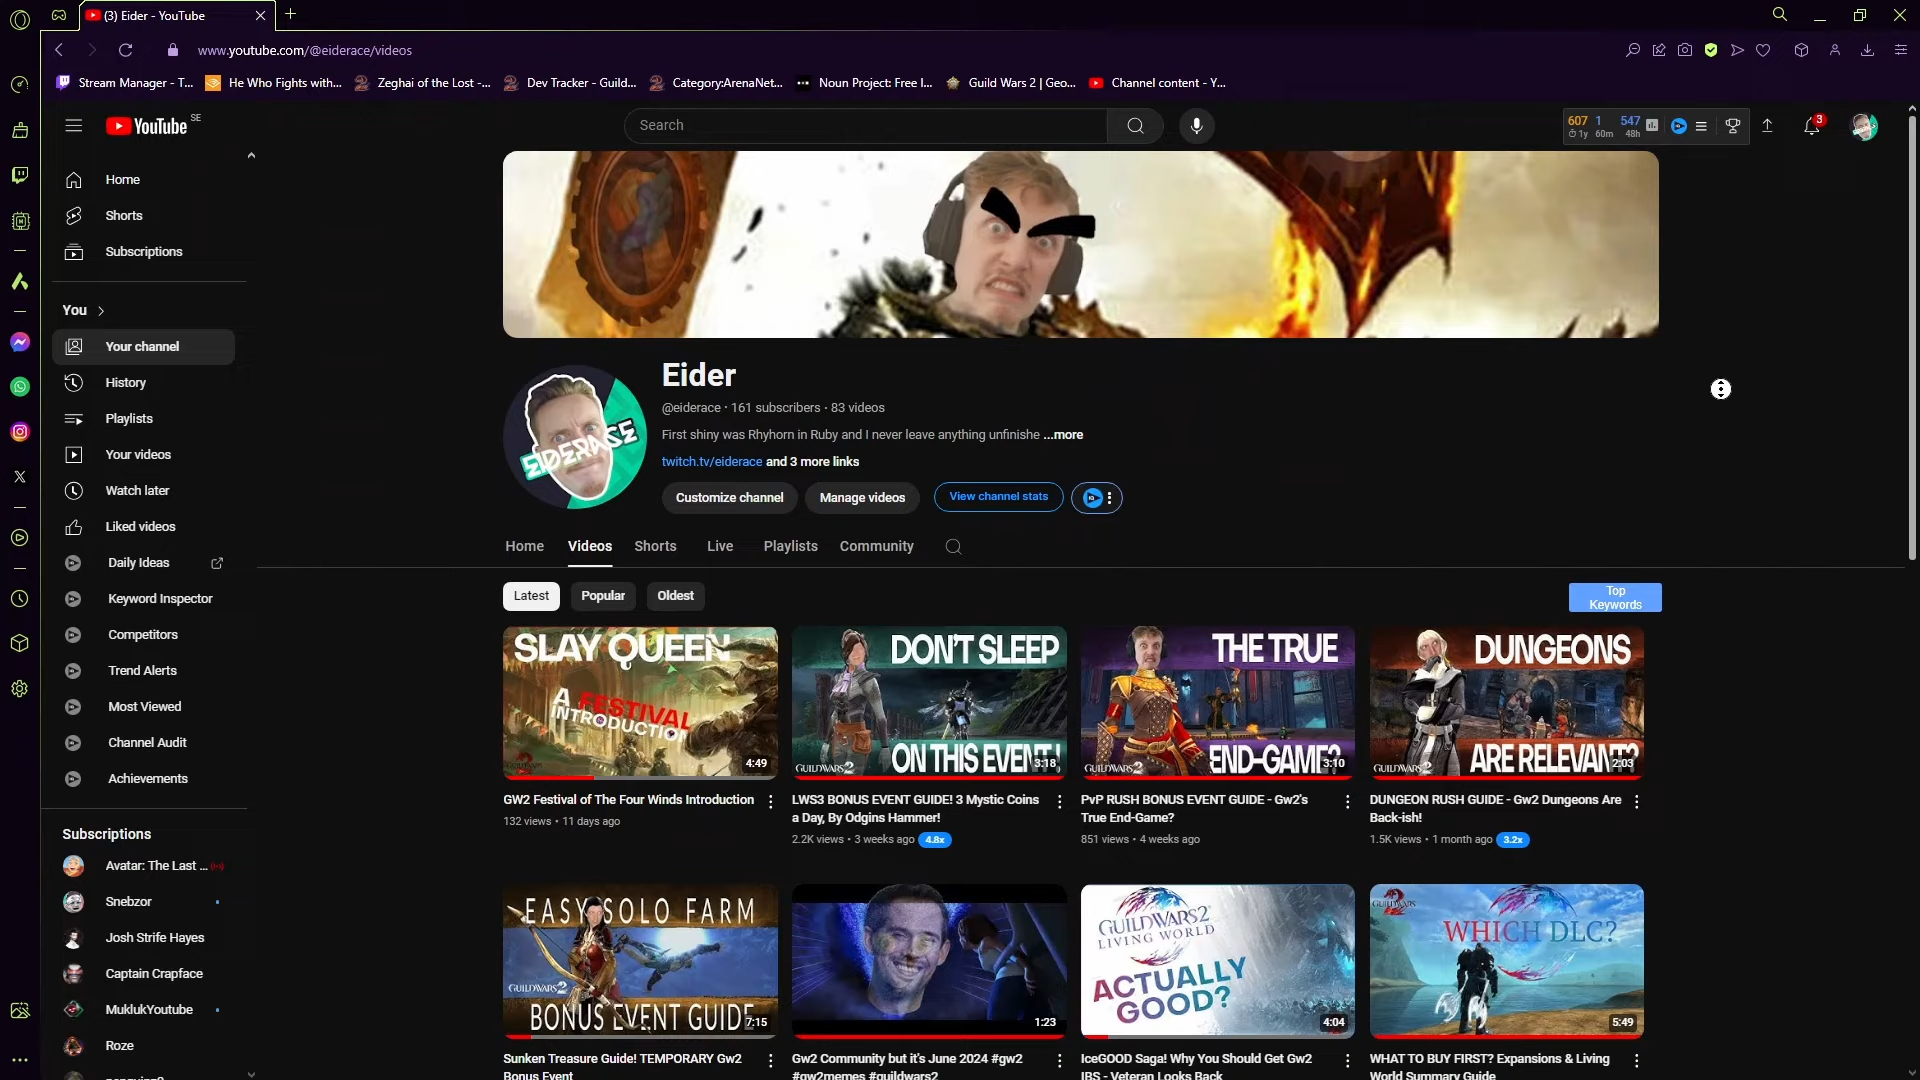 (3) Eider - YouTube
www.youtube.com/@eiderace/videos
Stream Manager - T...
He Who Fights with...
Zeghai of the Lost -...
Dev Tracker - Guild...
Category:ArenaNet...
Noun Project: Free I...
Guild Wars 2 | Geo...
Channel content - Y...
YouTube SE
Search
607 1 547
1y 60m 48h
3
Home
Shorts
Subscriptions
You
Your channel
History
Playlists
Your videos
Watch later
Liked videos
Daily Ideas
Keyword Inspector
Competitors
Trend Alerts
Most Viewed
Channel Audit
Achievements
Subscriptions
Avatar: The Last ...
Snebzor
Josh Strife Hayes
Captain Crapface
MuklukYoutube
Roze
EIDERACE
Eider
@eiderace · 161 subscribers · 83 videos
First shiny was Rhyhorn in Ruby and I never leave anything unfinishe ...more
twitch.tv/eiderace and 3 more links
Customize channel
Manage videos
View channel stats
Home
Videos
Shorts
Live
Playlists
Community
Latest
Popular
Oldest
Top
Keywords
SLAY QUEEN
A FESTIVAL
INTRODUCTION
4:49
GW2 Festival of The Four Winds Introduction
132 views · 11 days ago
DON'T SLEEP
ON THIS EVENT!
GUILDWARS2
3:18
LWS3 BONUS EVENT GUIDE! 3 Mystic Coins
a Day, By Odgins Hammer!
2.2K views · 3 weeks ago 4.8x
THE TRUE
END-GAME?
GUILDWARS2
3:10
PvP RUSH BONUS EVENT GUIDE - Gw2's
True End-Game?
851 views · 4 weeks ago
DUNGEONS
ARE RELEVANT?
GUILDWARS2
2:03
DUNGEON RUSH GUIDE - Gw2 Dungeons Are
Back-ish!
1.5K views · 1 month ago 3.2x
EASY SOLO FARM
GUILDWARS2
BONUS EVENT GUIDE
7:15
Sunken Treasure Guide! TEMPORARY Gw2
Bonus Event
1:23
Gw2 Community but it's June 2024 #gw2
#gw2memes #guildwars2
GUILDWARS2
LIVING WORLD
ACTUALLY
GOOD?
4:04
IceGOOD Saga! Why You Should Get Gw2
IBS - Veteran Looks Back
GUILDWARS
WHICH DLC?
5:49
WHAT TO BUY FIRST? Expansions & Living
World Summary Guide